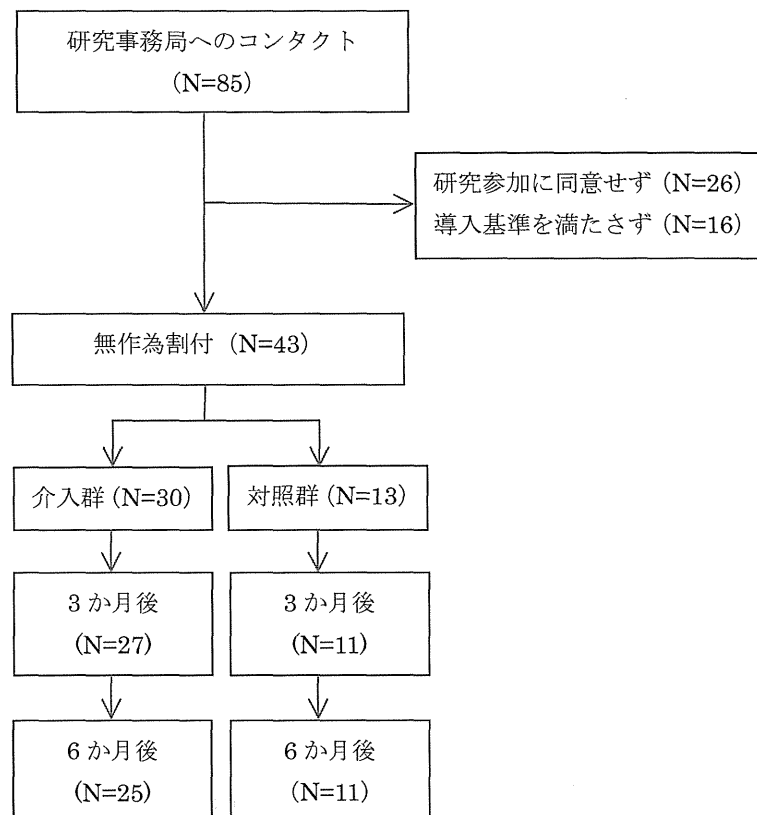 研究事務局へのコンタクト
(N=85)
研究参加に同意せず (N=26)
導入基準を満たさず (N=16)
無作為割付 (N=43)
介入群 (N=30)
対照群 (N=13)
3 か月後
(N=27)
3 か月後
(N=11)
6 か月後
(N=25)
6 か月後
(N=11)